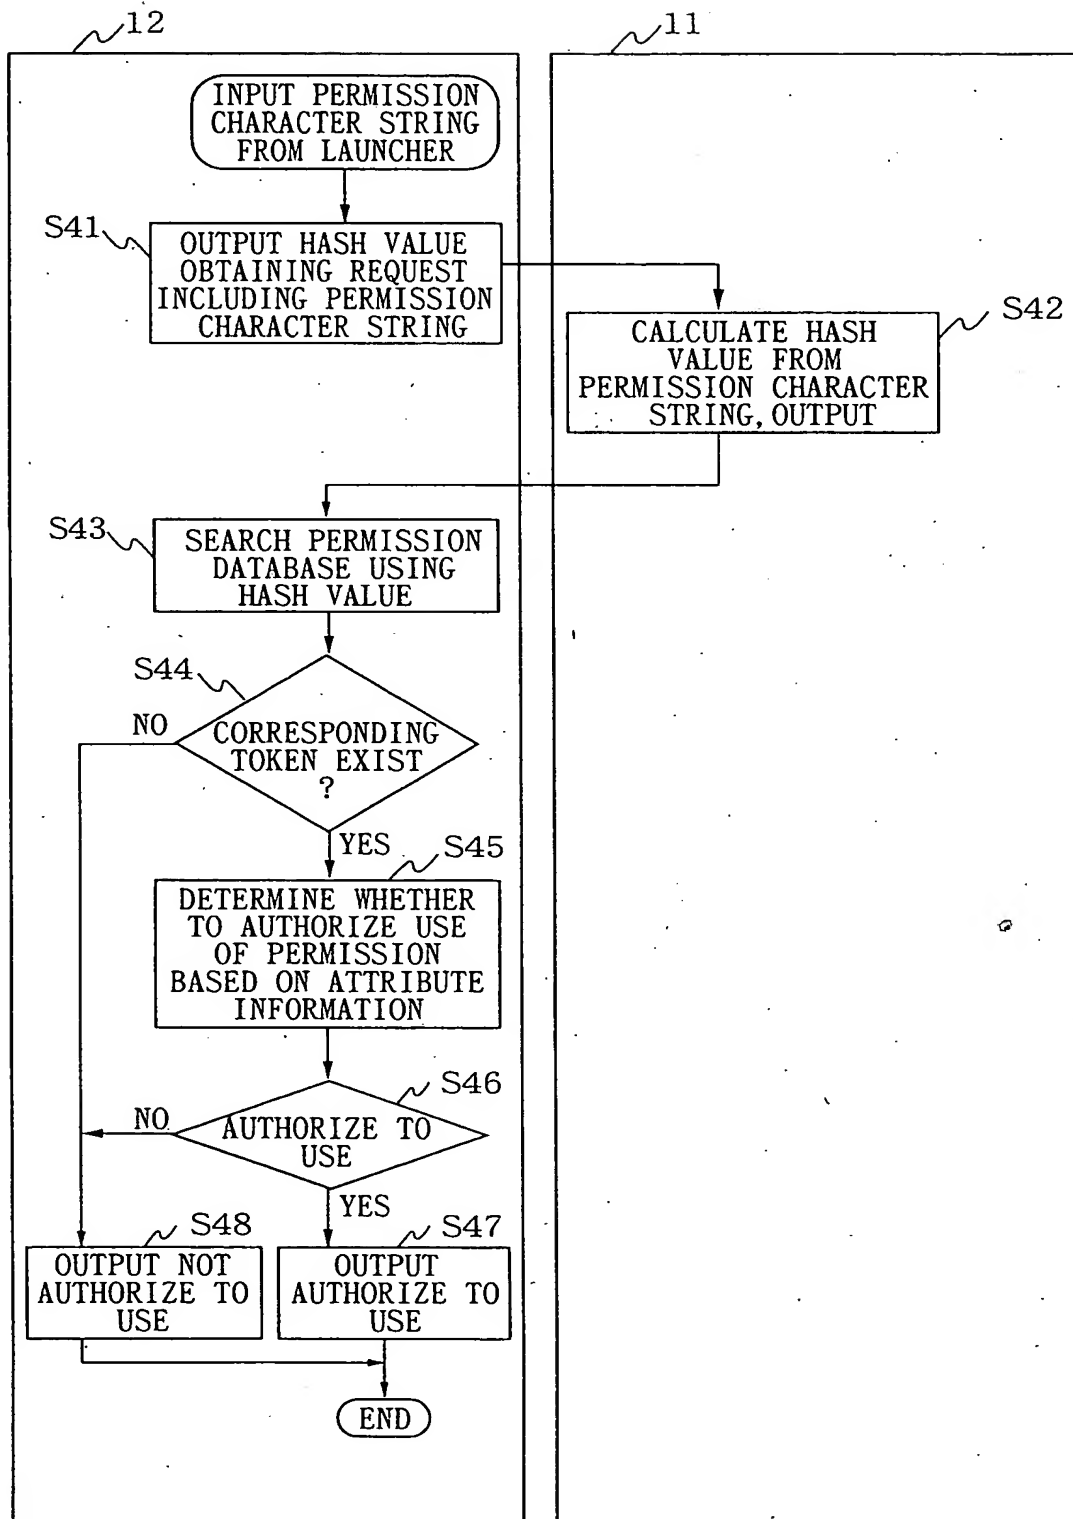 12
11
INPUT PERMISSION
CHARACTER STRING
FROM LAUNCHER
S41
OUTPUT HASH VALUE
OBTAINING REQUEST
INCLUDING PERMISSION
CHARACTER STRING
S42
CALCULATE HASH
VALUE FROM
PERMISSION CHARACTER
STRING, OUTPUT
S43
SEARCH PERMISSION
DATABASE USING
HASH VALUE
S44
NO
CORRESPONDING
TOKEN EXIST
?
YES
S45
DETERMINE WHETHER
TO AUTHORIZE USE
OF PERMISSION
BASED ON ATTRIBUTE
INFORMATION
S46
NO
AUTHORIZE TO
USE
YES
S48
S47
OUTPUT NOT
AUTHORIZE TO
USE
OUTPUT
AUTHORIZE TO
USE
END